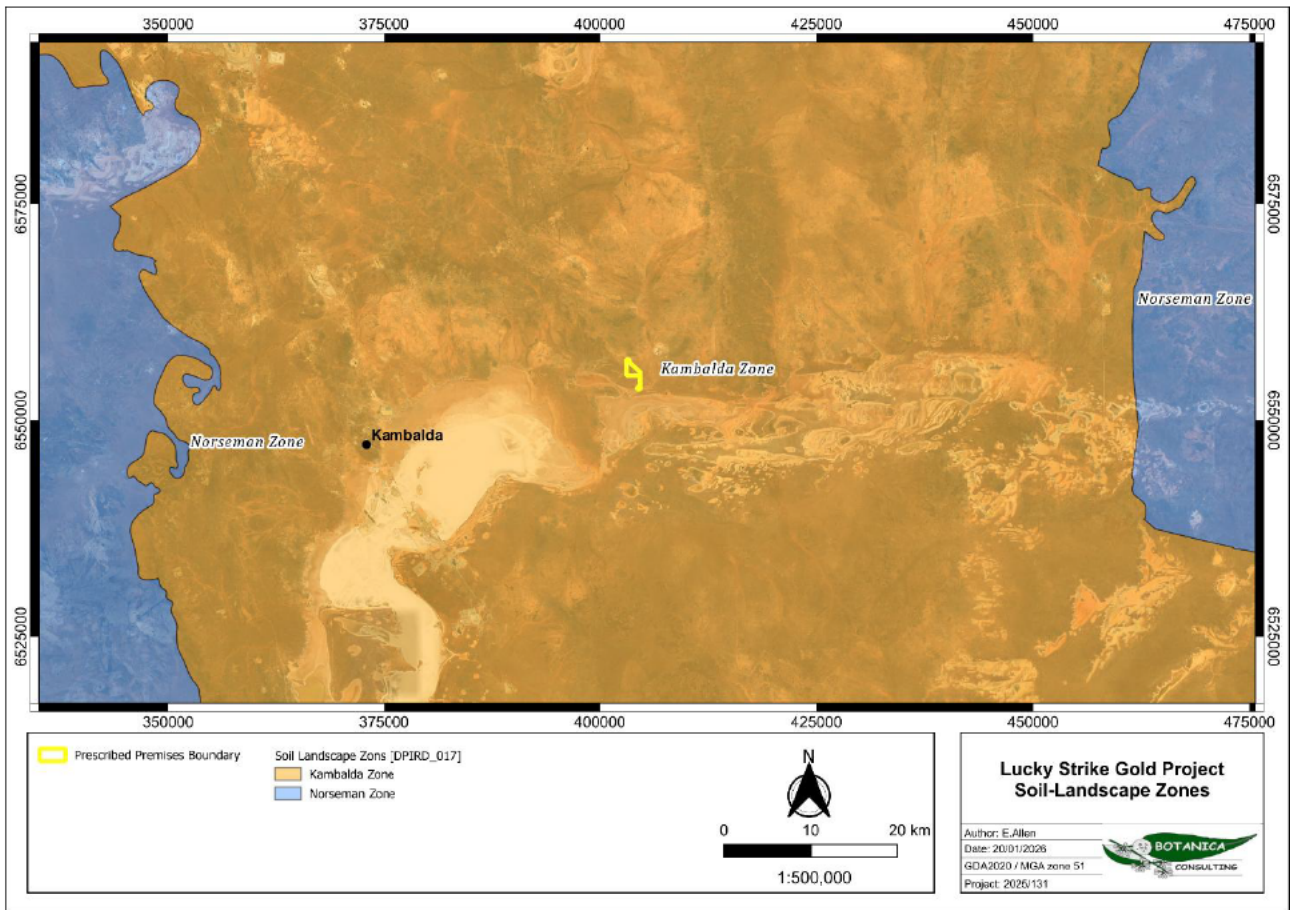 350000 375000 400000 425000 450000 475000
6575000 6575000
Norseman Zone
Kambalda Zone
6550000 6550000
Kambalda
Norseman Zone
6525000 6525000
350000 375000 400000 425000 450000 475000
Prescribed Premises Boundary
Soil Landscape Zons [DPIRD_017]
Kambalda Zone
Norseman Zone
N
0 10 20 km
1:500,000
Lucky Strike Gold Project
Soil-Landscape Zones
Author: E.Allen
Date: 20/01/2026
GDA2020 / MGA zone 51
Project: 2025/131
BOTANICA
CONSULTING